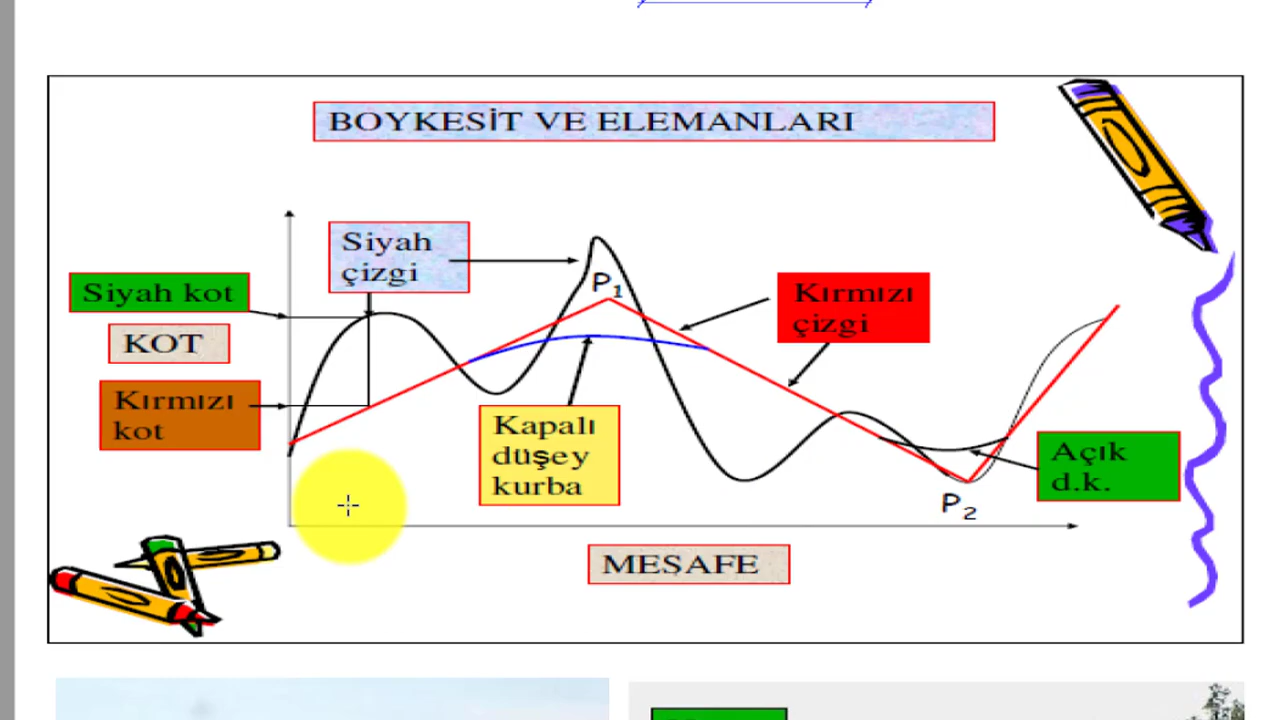 BOYKESİT VE ELEMANLARI
Siyah
çizgi
Siyah kot
P1
Kırmızı
çizgi
KOT
Kırmızı
kot
Kapalı
düşey
kurba
Açık
d.k.
P2
MESAFE